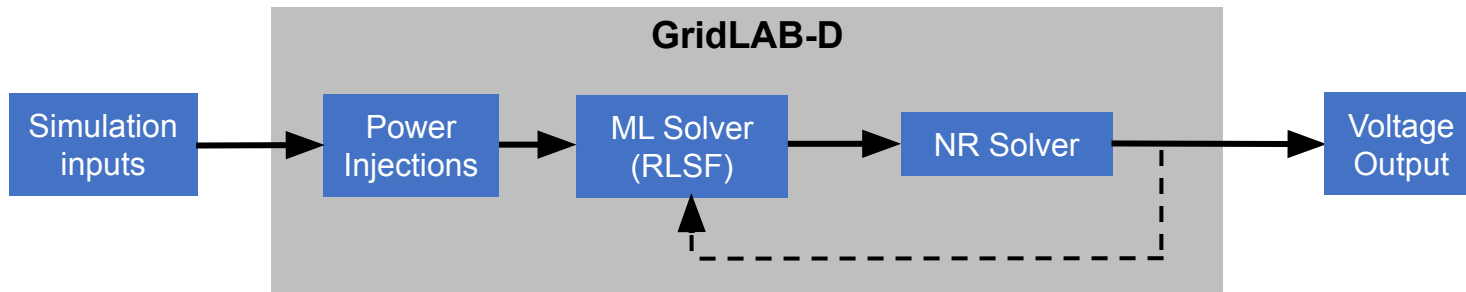 GridLAB-D
Simulation
inputs
Power
Injections
ML Solver
(RLSF)
NR Solver
Voltage
Output